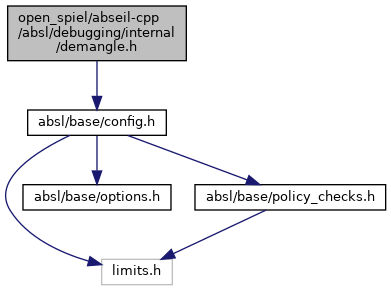 open_spiel/abseil-cpp
/absl/debugging/internal
/demangle.h
absl/base/config.h
absl/base/options.h
absl/base/policy_checks.h
limits.h